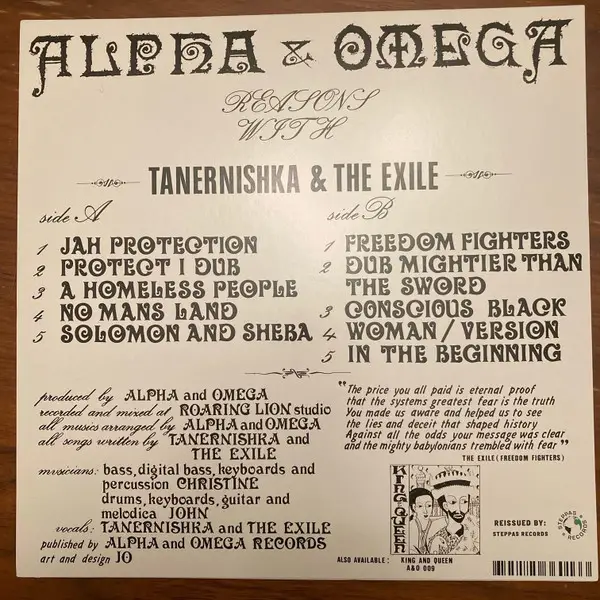 ALPHA & OMEGA
REASONS
WITH
TANERNISHKA & THE EXILE
side A
1 JAH PROTECTION
2 PROTECT I DUB
3 A HOMELESS PEOPLE
4 NO MANS LAND
5 SOLOMON AND SHEBA
side B
1 FREEDOM FIGHTERS
2 DUB MIGHTIER THAN
THE SWORD
3 CONSCIOUS BLACK
4 WOMAN / VERSION
5 IN THE BEGINNING
produced by ALPHA and OMEGA
recorded and mixed at ROARING LION studio
all musics arranged by ALPHA and OMEGA
all songs written by TANERNISHKA and
THE EXILE
musicians: bass, digital bass, keyboards and
percussion CHRISTINE
drums, keyboards, guitar and
melodica JOHN
vocals: TANERNISHKA and THE EXILE
published by ALPHA and OMEGA RECORDS
art and design JO
"The price you all paid is eternal proof
that the systems greatest fear is the truth
You made us aware and helped us to see
the lies and deceit that shaped history
Against all the odds your message was clear
and the mighty babylonians trembled with fear"
THE EXILE (FREEDOM FIGHTERS)
KING QUEEN
ALSO AVAILABLE: KING AND QUEEN
A&O 009
REISSUED BY:
STEPPAS RECORDS
STEPPAS RECORDS